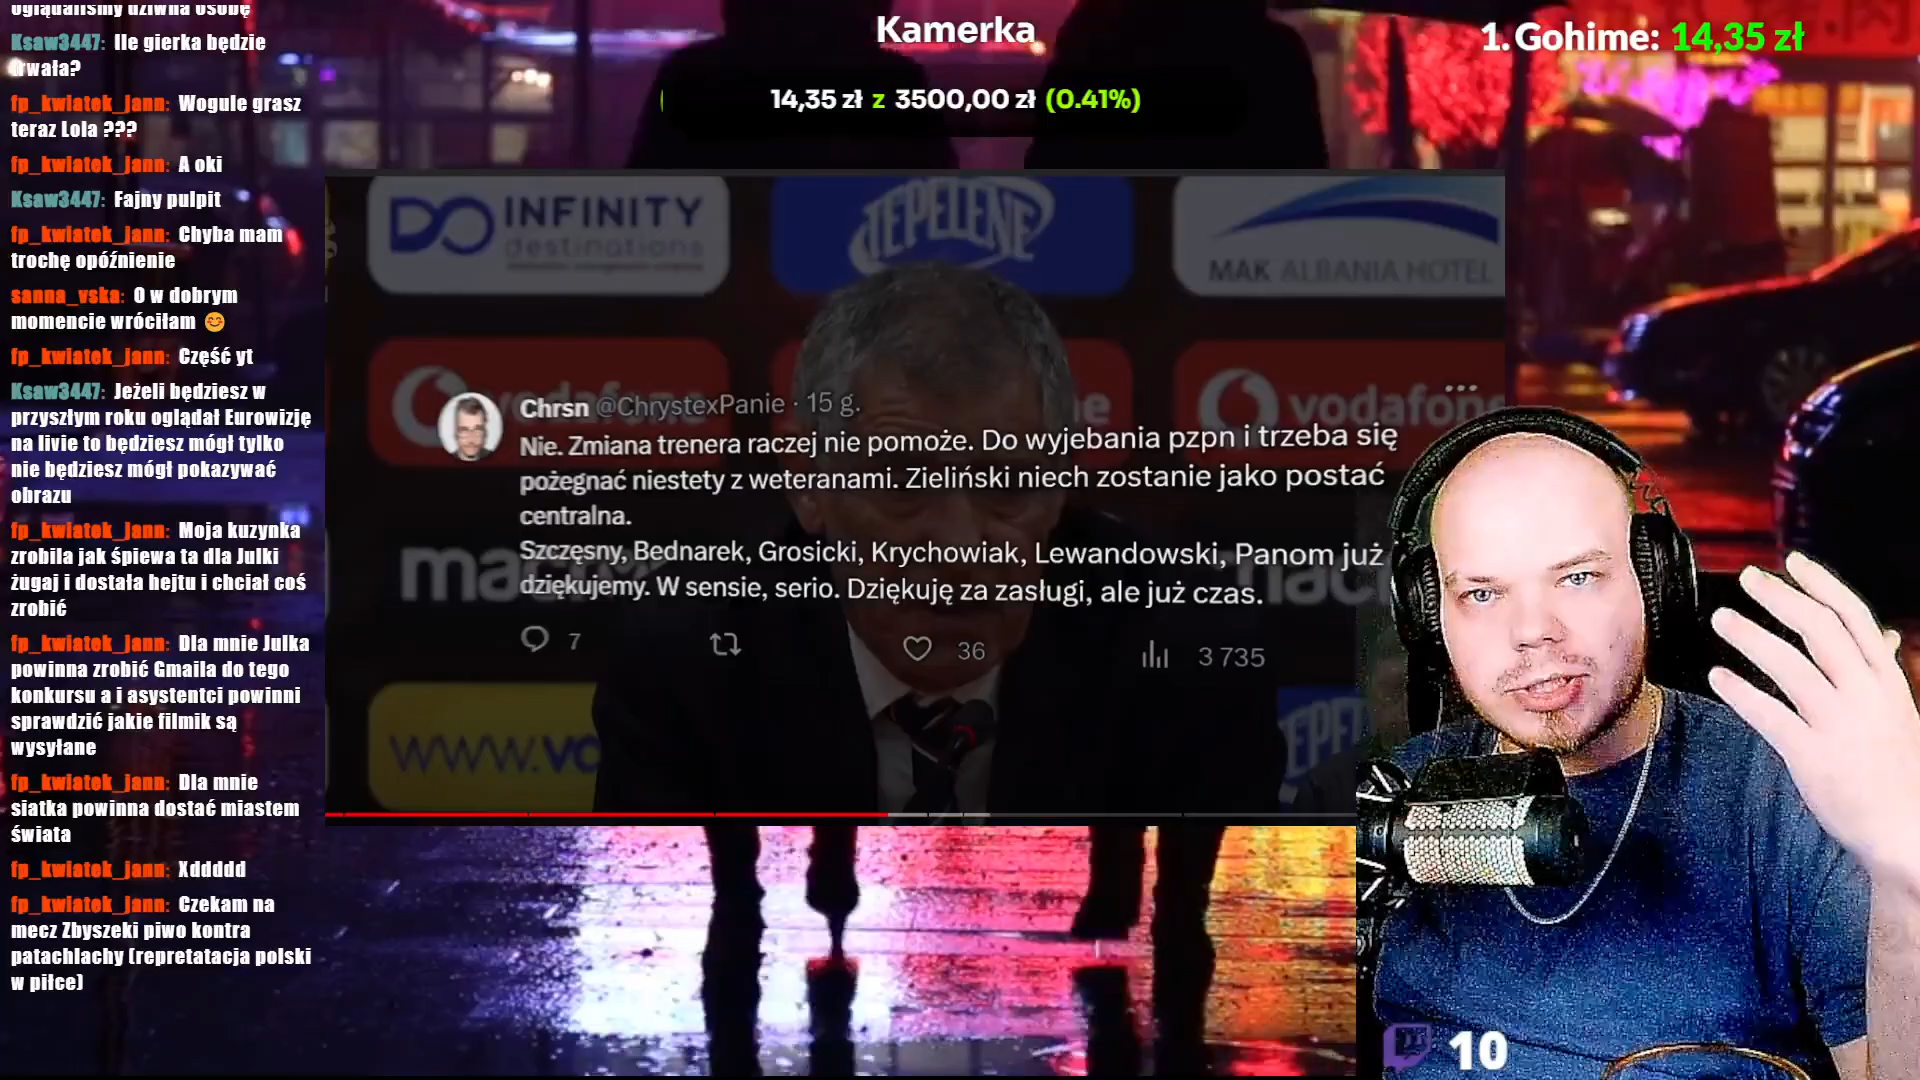 oglądaliśmy dziwną osobę
Ksaw3447: Ile gierka będzie
trwała?
fp_kwiatek_jann: Wogule grasz
teraz Lola ???
fp_kwiatek_jann: A oki
Ksaw3447: Fajny pulpit
fp_kwiatek_jann: Chyba mam
trochę opóźnienie
sanna_vska: O w dobrym
momencie wróciłam 😊
fp_kwiatek_jann: Część yt
Ksaw3447: Jeżeli będziesz w
przyszłym roku oglądał Eurowizję
na livie to będziesz mógł tylko
nie będziesz mógł pokazywać
obrazu
fp_kwiatek_jann: Moja kuzynka
zrobila jak śpiewa ta dla Julki
żugaj i dostała hejtu i chciał coś
zrobić
fp_kwiatek_jann: Dla mnie Julka
powinna zrobić Gmaila do tego
konkursu a i asystentci powinni
sprawdzić jakie filmik są
wysyłane
fp_kwiatek_jann: Dla mnie
siatka powinna dostać miastem
świata
fp_kwiatek_jann: Xddddd
fp_kwiatek_jann: Czekam na
mecz Zbyszeki piwo kontra
patachlachy (repretatacja polski
w piłce)
Kamerka
14,35 zł z 3500,00 zł (0.41%)
1. Gohime: 14,35 zł
INFINITY
destinations
TEPELENE
MAK ALBANIA HOTEL
vodafone
vodafone
Chrsn @ChrystexPanie · 15 g.
Nie. Zmiana trenera raczej nie pomoże. Do wyjebania pzpn i trzeba się
pożegnać niestety z weteranami. Zieliński niech zostanie jako postać
centralna.
Szczęsny, Bednarek, Grosicki, Krychowiak, Lewandowski, Panom już
dziękujemy. W sensie, serio. Dziękuję za zasługi, ale już czas.
7
36
3 735
10